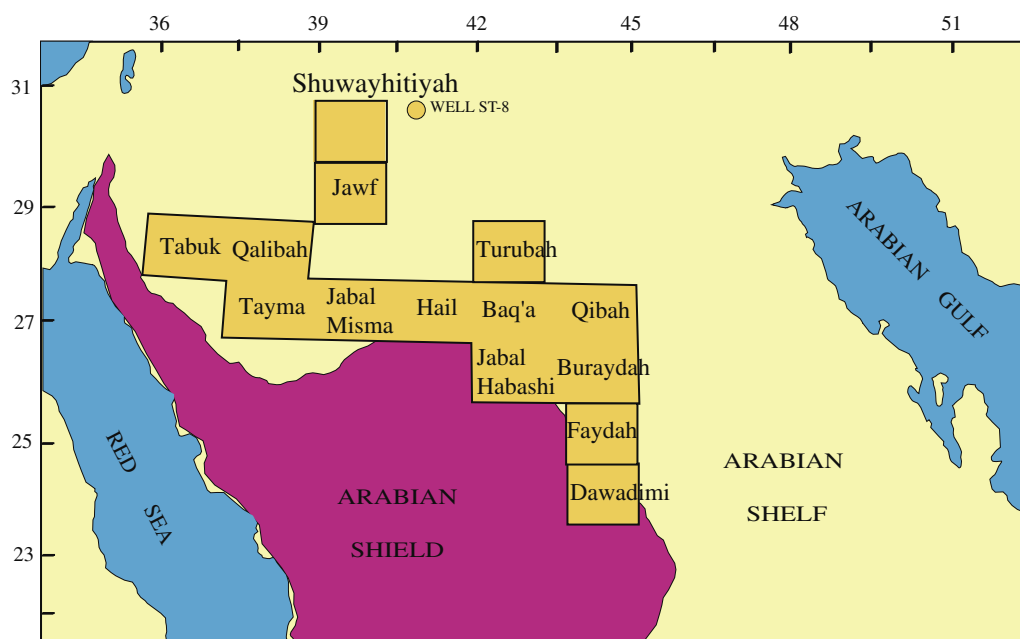 36 39 42 45 48 51
31
Shuwayhitiyah
WELL ST-8
Jawf
29
Tabuk
Qalibah
Turubah
ARABIAN
GULF
27
Tayma
Jabal
Misma
Hail
Baq'a
Qibah
Jabal
Habashi
Buraydah
25
Faydah
RED
SEA
ARABIAN
SHIELD
Dawadimi
ARABIAN
SHELF
23